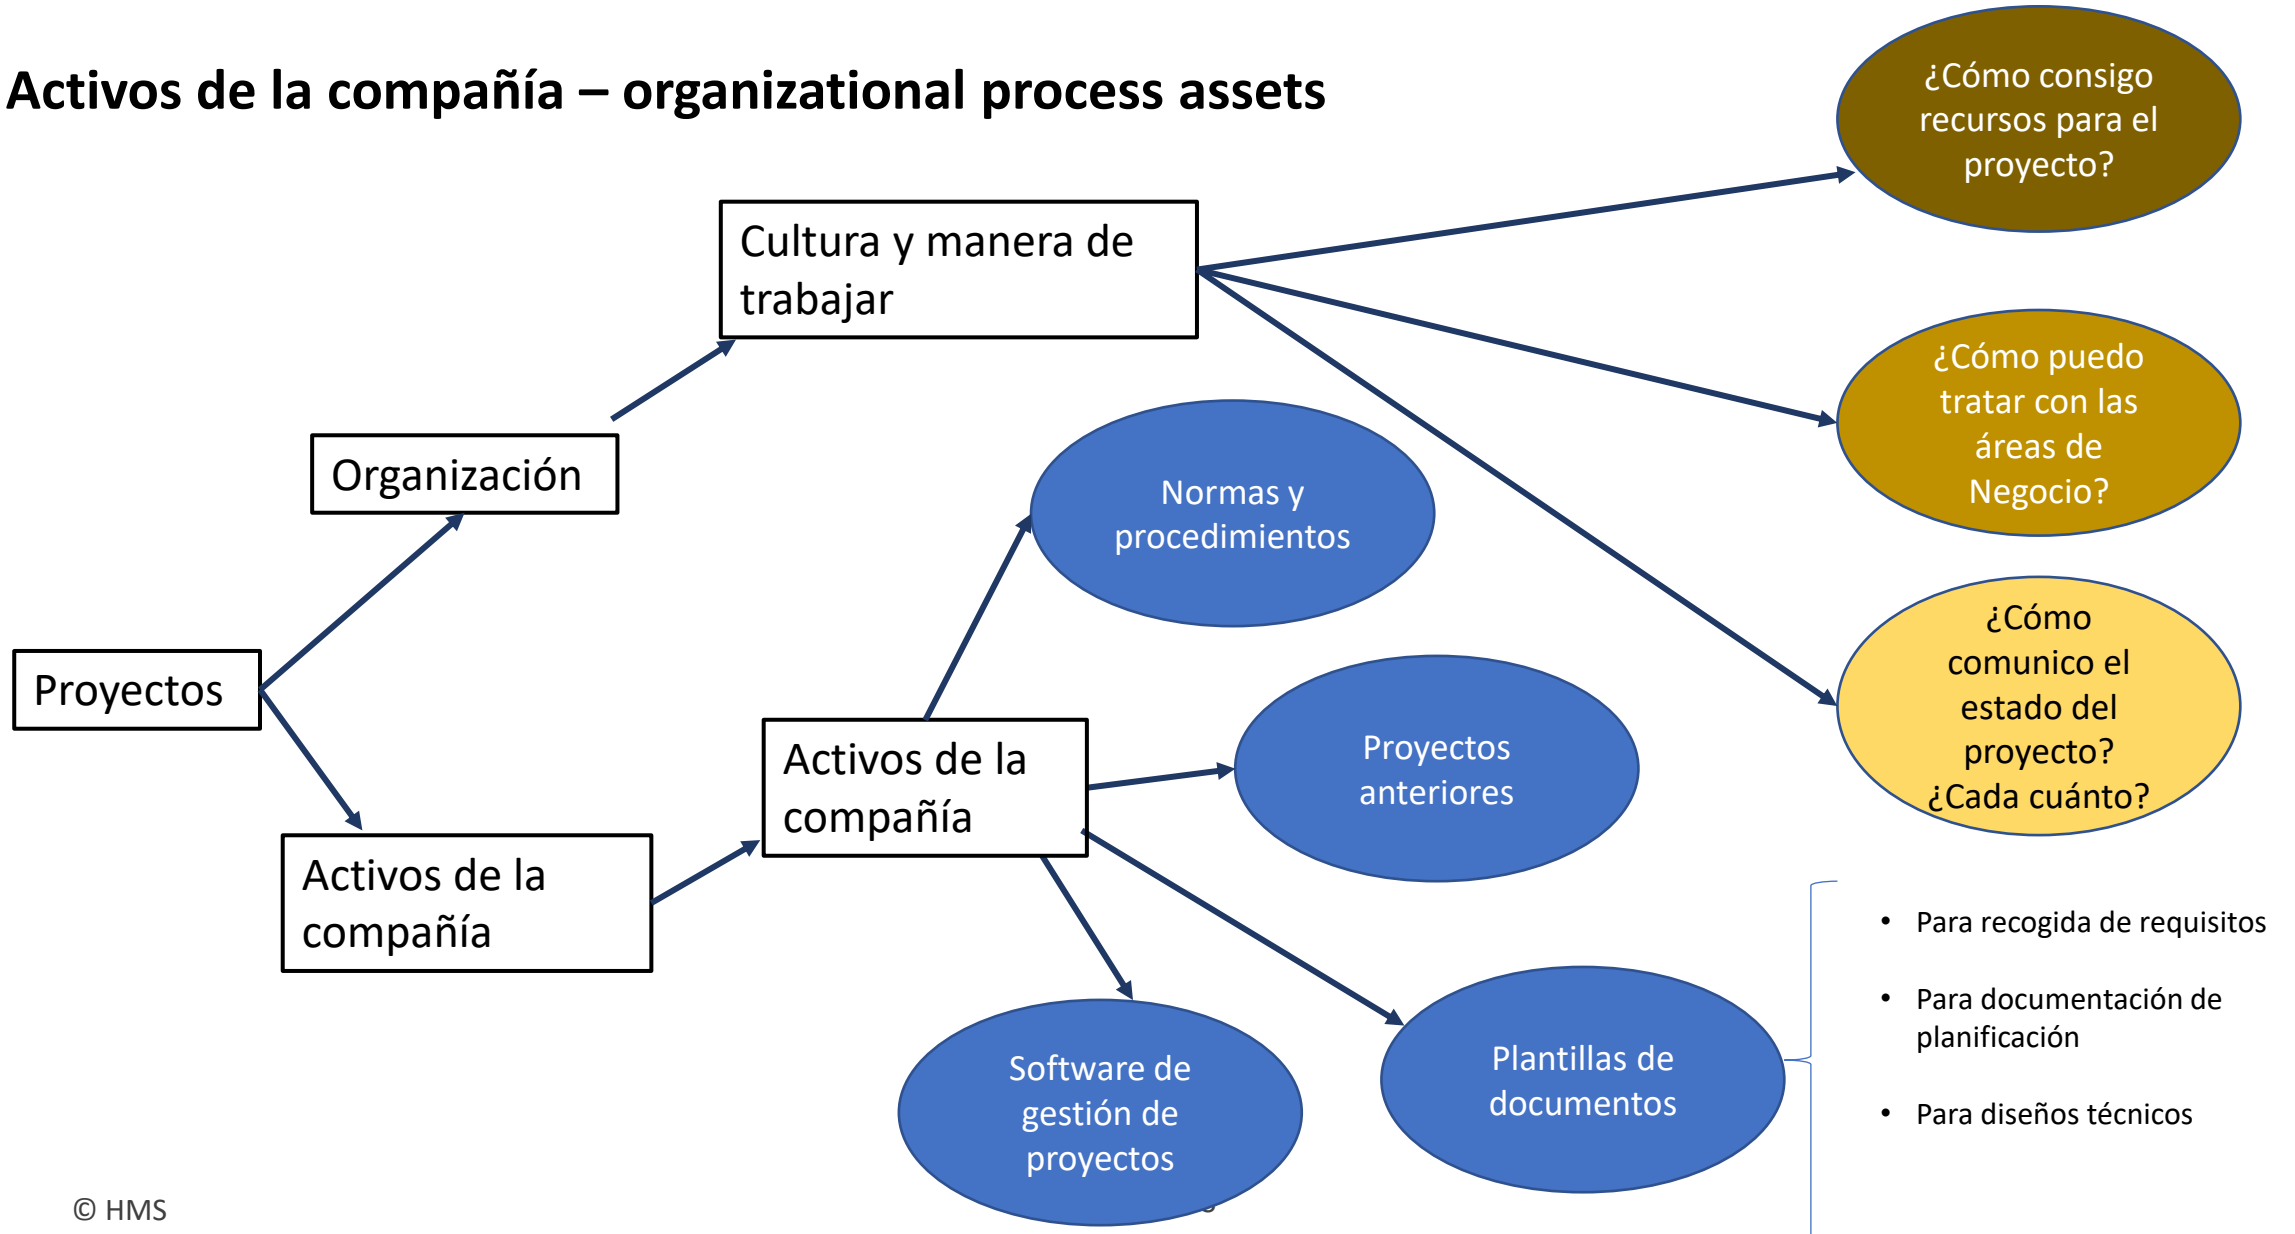 Activos de la compañía – organizational process assets
¿Cómo consigo
recursos para el
proyecto?
Cultura y manera de
trabajar
¿Cómo puedo
tratar con las
áreas de
Negocio?
Organización
Normas y
procedimientos
¿Cómo
comunico el
estado del
proyecto?
¿Cada cuánto?
Proyectos
Activos de la
compañía
Proyectos
anteriores
Activos de la
compañía
• Para recogida de requisitos
• Para documentación de
planificación
• Para diseños técnicos
Plantillas de
documentos
Software de
gestión de
proyectos
© HMS